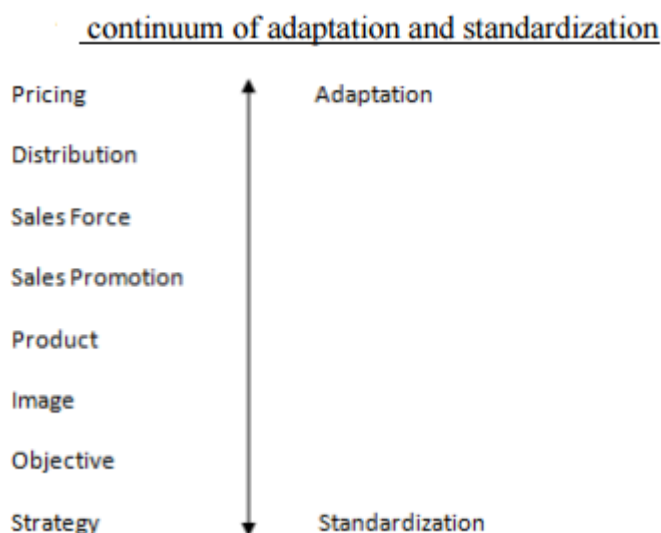 continuum of adaptation and standardization
Pricing Adaptation
Distribution
Sales Force
Sales Promotion
Product
Image
Objective
Strategy Standardization